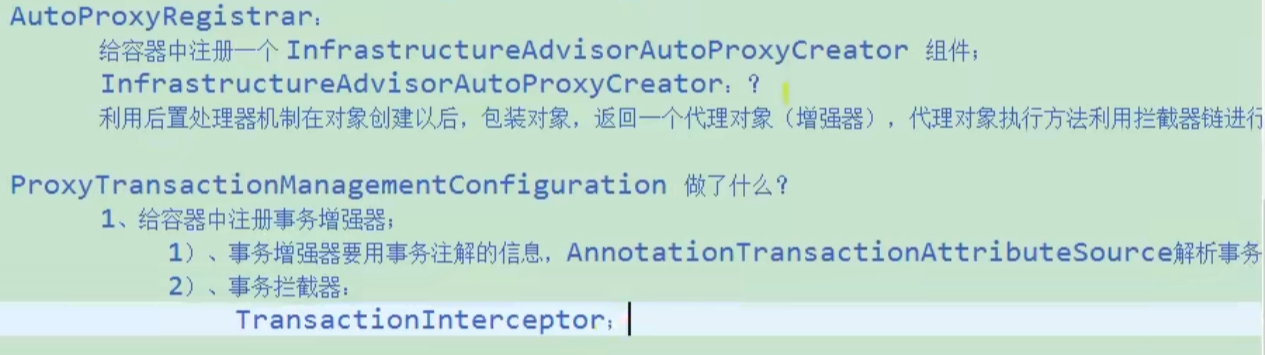 AutoProxyRegistrar:
给容器中注册一个 InfrastructureAdvisorAutoProxyCreator 组件;
InfrastructureAdvisorAutoProxyCreator:?
利用后置处理器机制在对象创建以后,包装对象,返回一个代理对象(增强器),代理对象执行方法利用拦截器链进行
ProxyTransactionManagementConfiguration 做了什么?
1、给容器中注册事务增强器;
1)、事务增强器要用事务注解的信息,AnnotationTransactionAttributeSource解析事务
2)、事务拦截器:
TransactionInterceptor;